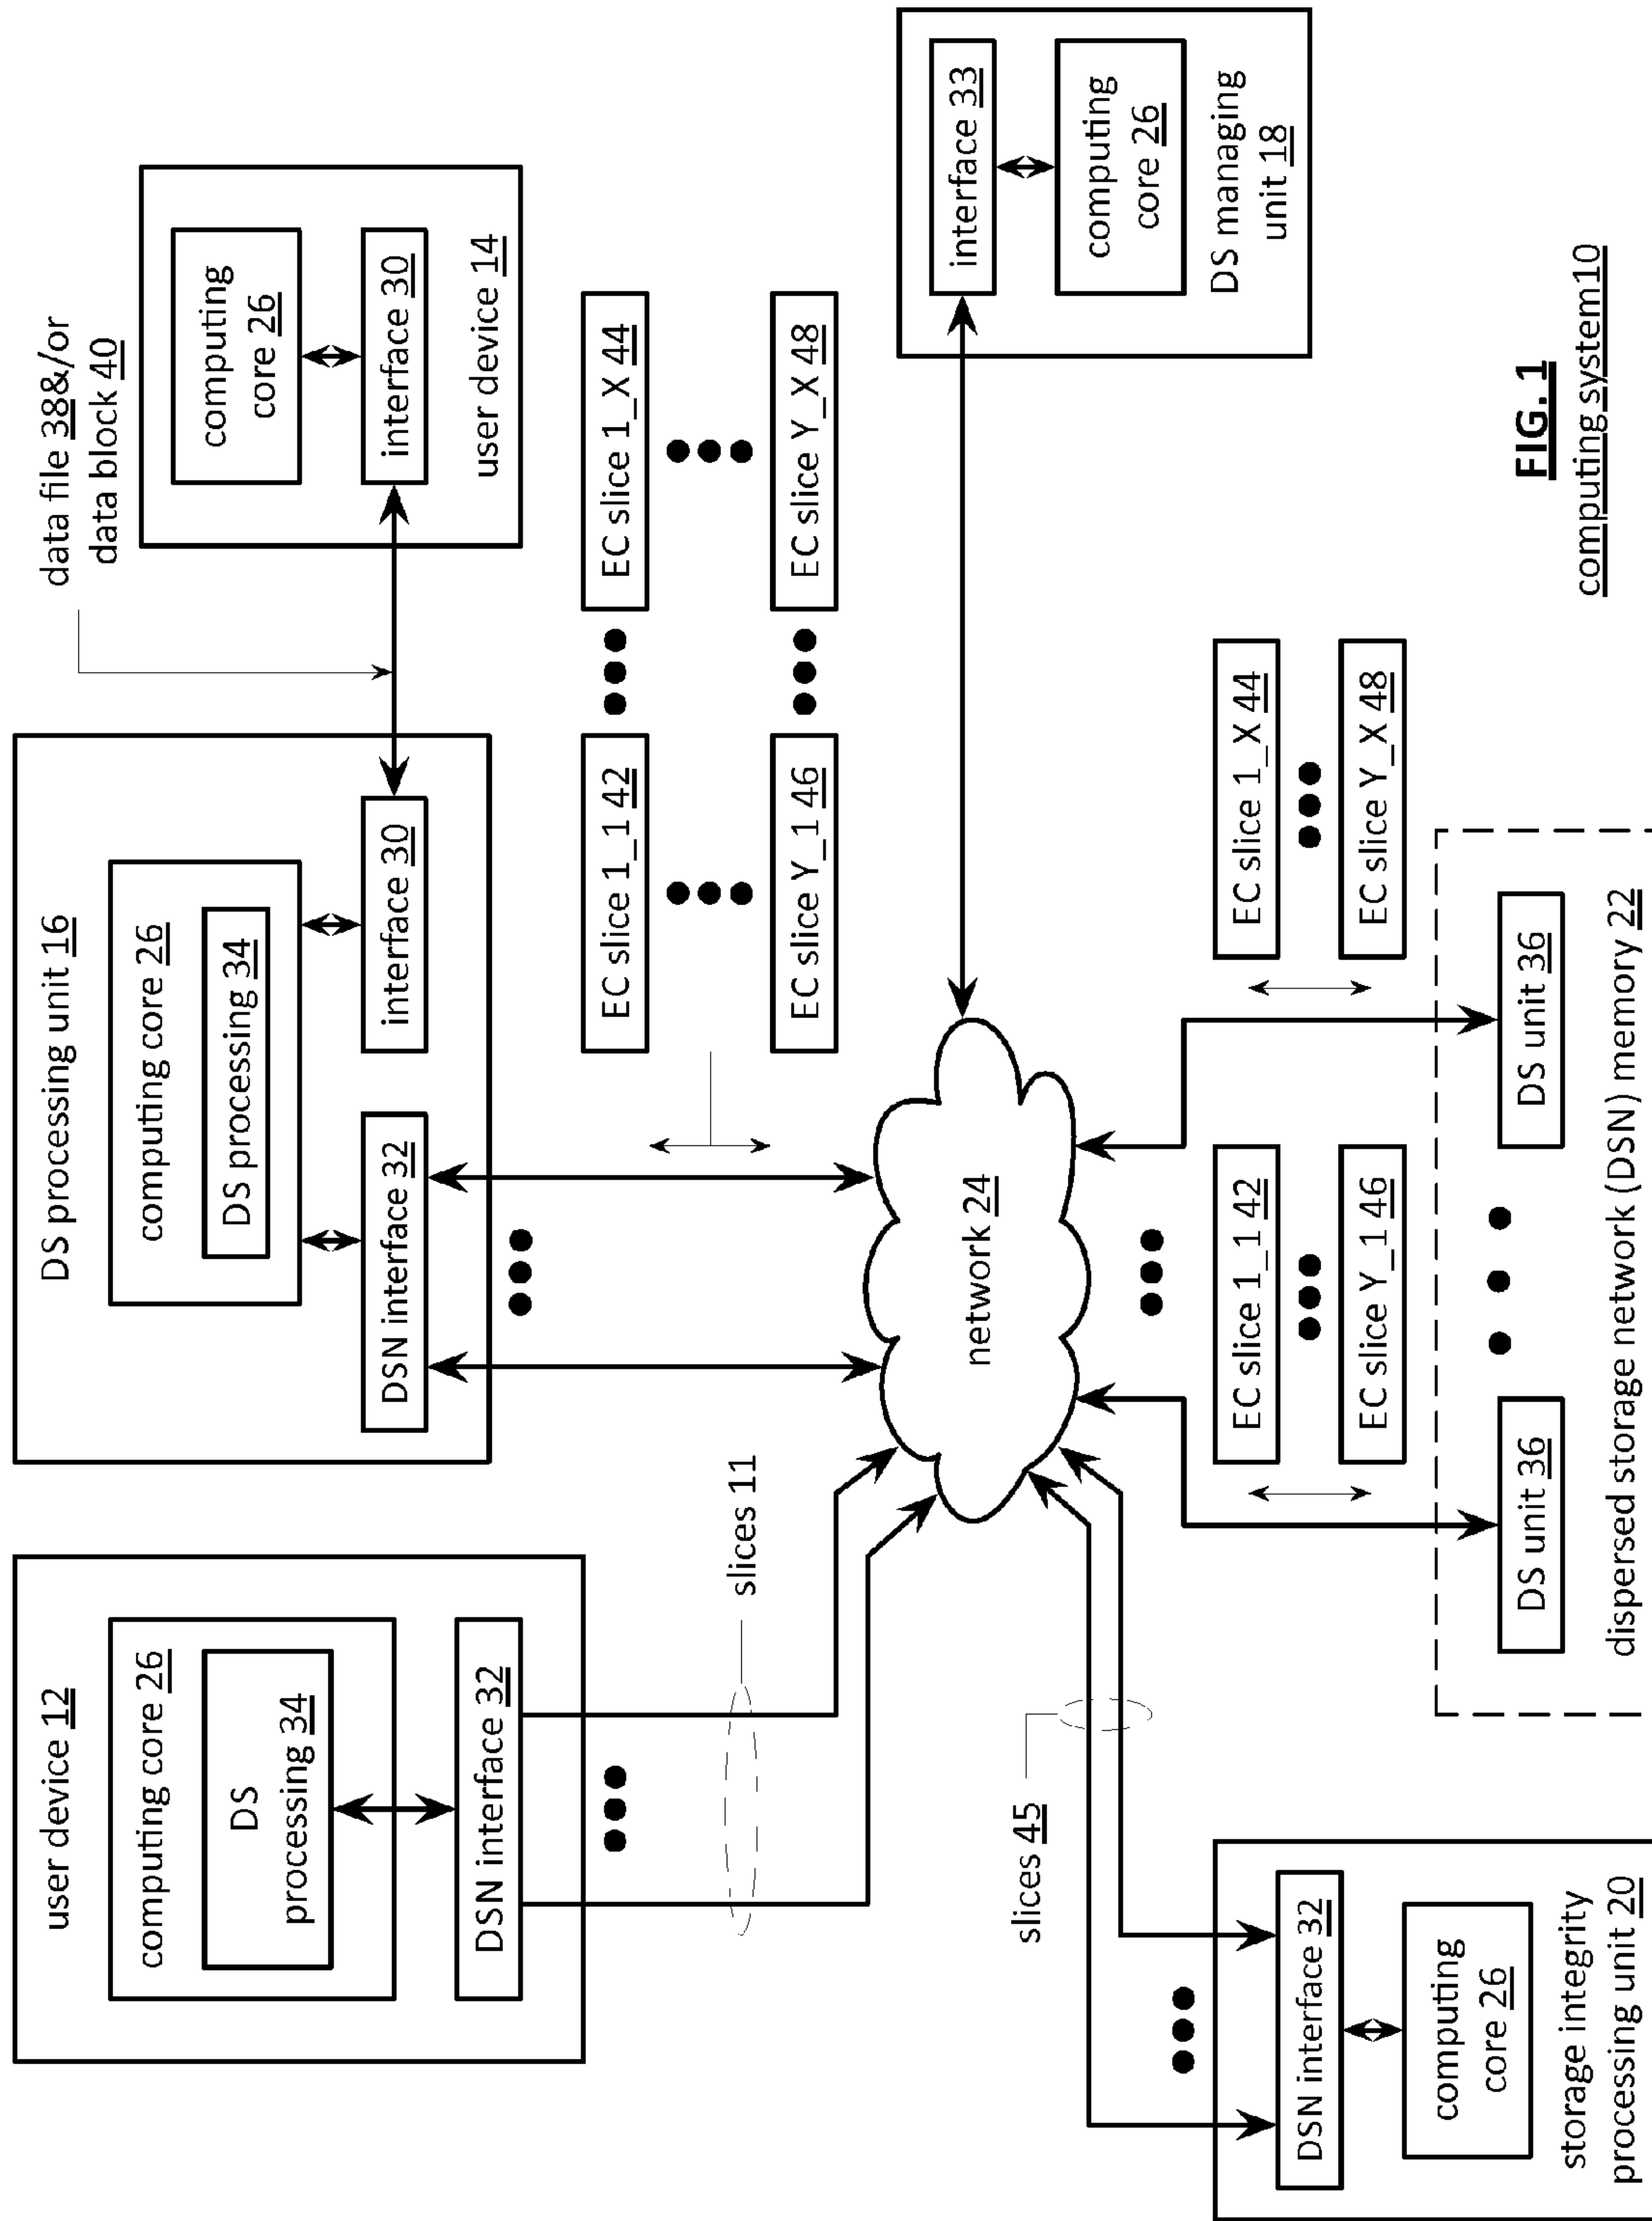 user device 12
computing core 26
DS
processing 34
DSN interface 32
DS processing unit 16
computing core 26
DS processing 34
DSN interface 32
interface 30
data file 38&/or
data block 40
computing
core 26
interface 30
user device 14
slices 11
EC slice 1_1 42
EC slice 1_X 44
EC slice Y_1 46
EC slice Y_X 48
network 24
slices 45
DSN interface 32
computing
core 26
storage integrity
processing unit 20
EC slice 1_1 42
EC slice Y_1 46
EC slice 1_X 44
EC slice Y_X 48
DS unit 36
DS unit 36
dispersed storage network (DSN) memory 22
interface 33
computing
core 26
DS managing
unit 18
FIG. 1
computing system10